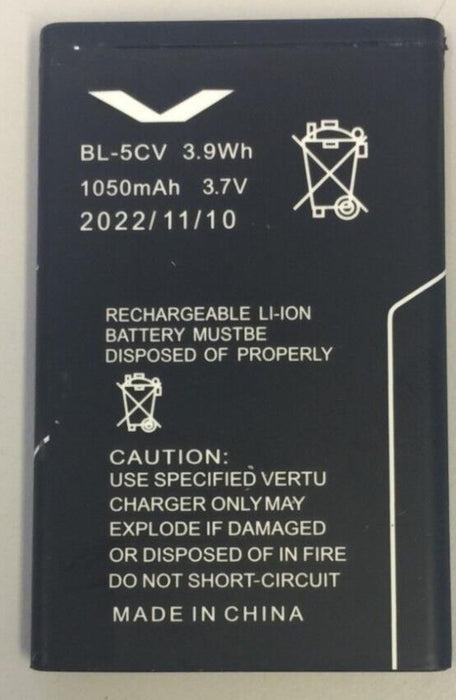 BL-5CV 3.9Wh
1050mAh 3.7V
2022/11/10
RECHARGEABLE LI-ION
BATTERY MUSTBE
DISPOSED OF PROPERLY
CAUTION:
USE SPECIFIED VERTU
CHARGER ONLY MAY
EXPLODE IF DAMAGED
OR DISPOSED OF IN FIRE
DO NOT SHORT-CIRCUIT
MADE IN CHINA